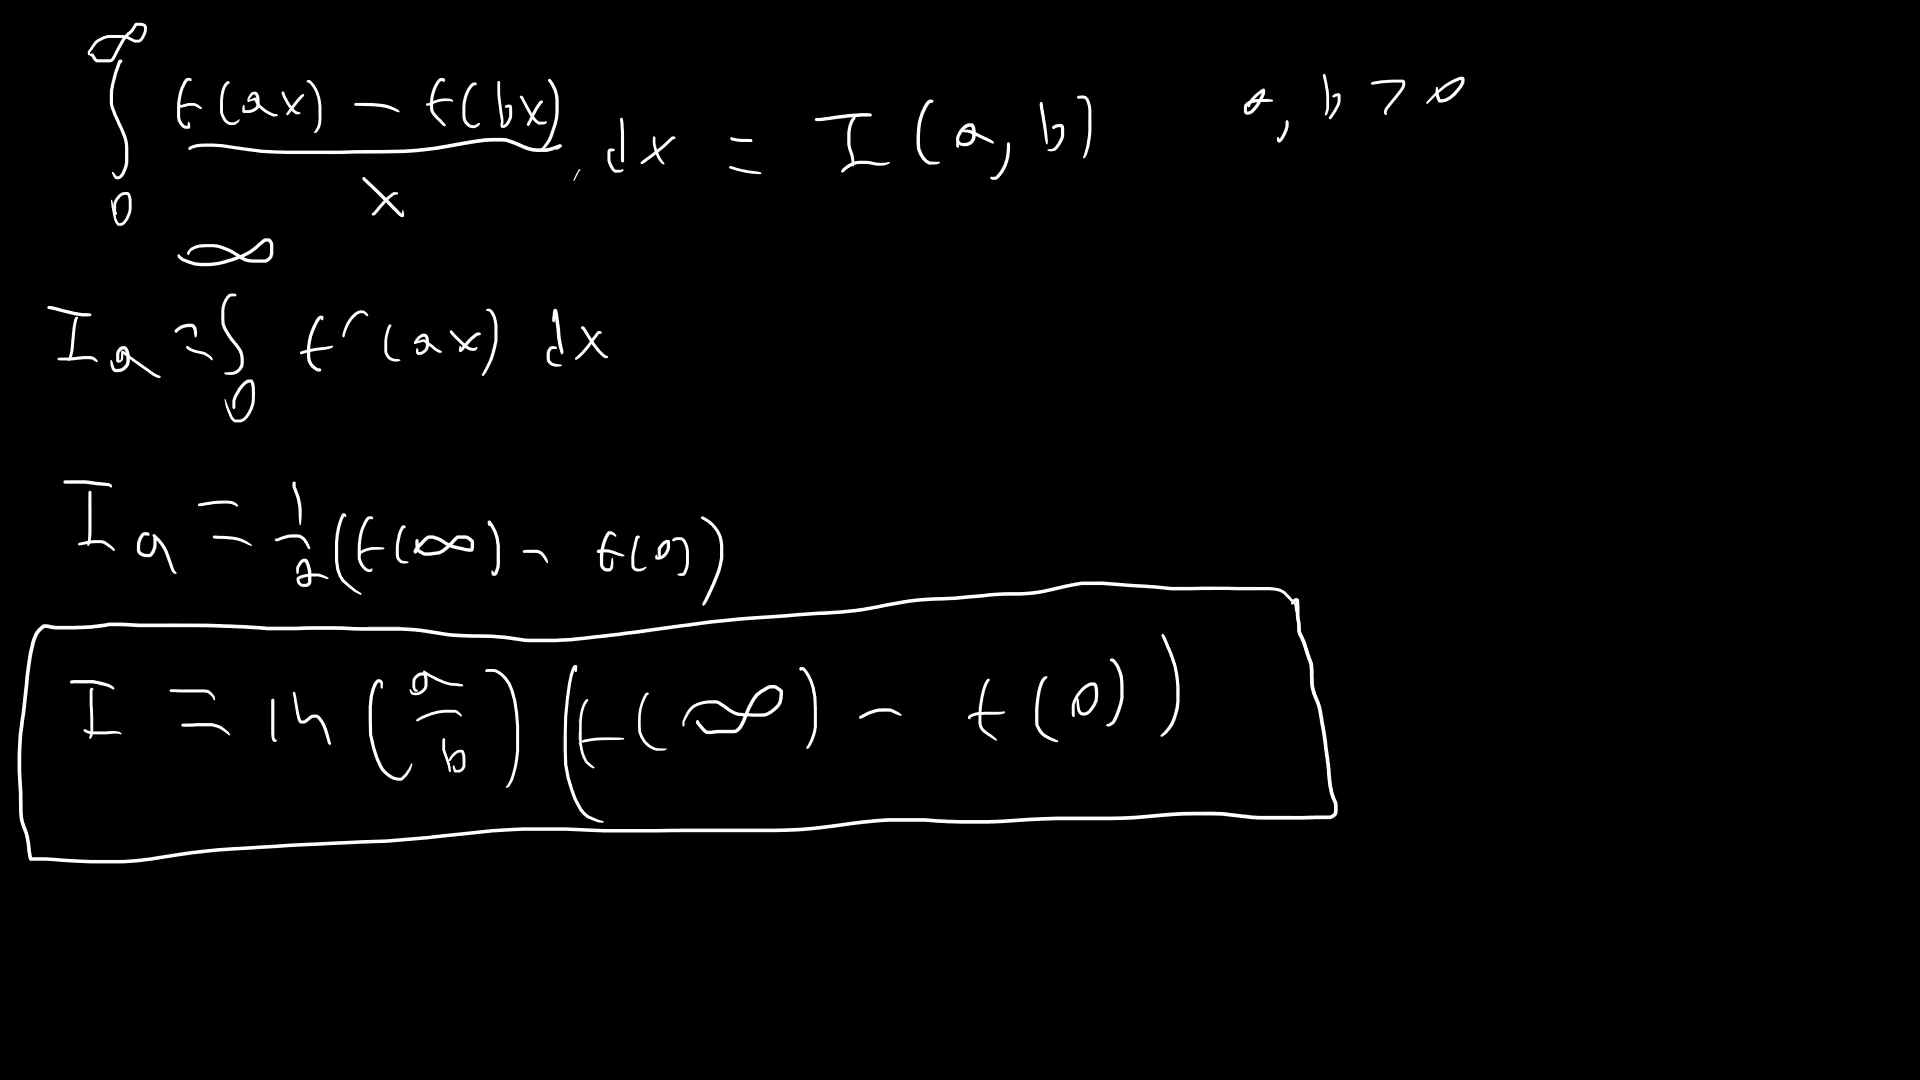 ∫₀^∞ (f(ax) − f(bx))/x dx = I(a, b)  a, b > 0
I_a = ∫₀^∞ f'(ax) dx
I_a = 1/a (f(∞) − f(0))
I = ln(a/b) (f(∞) − f(0))